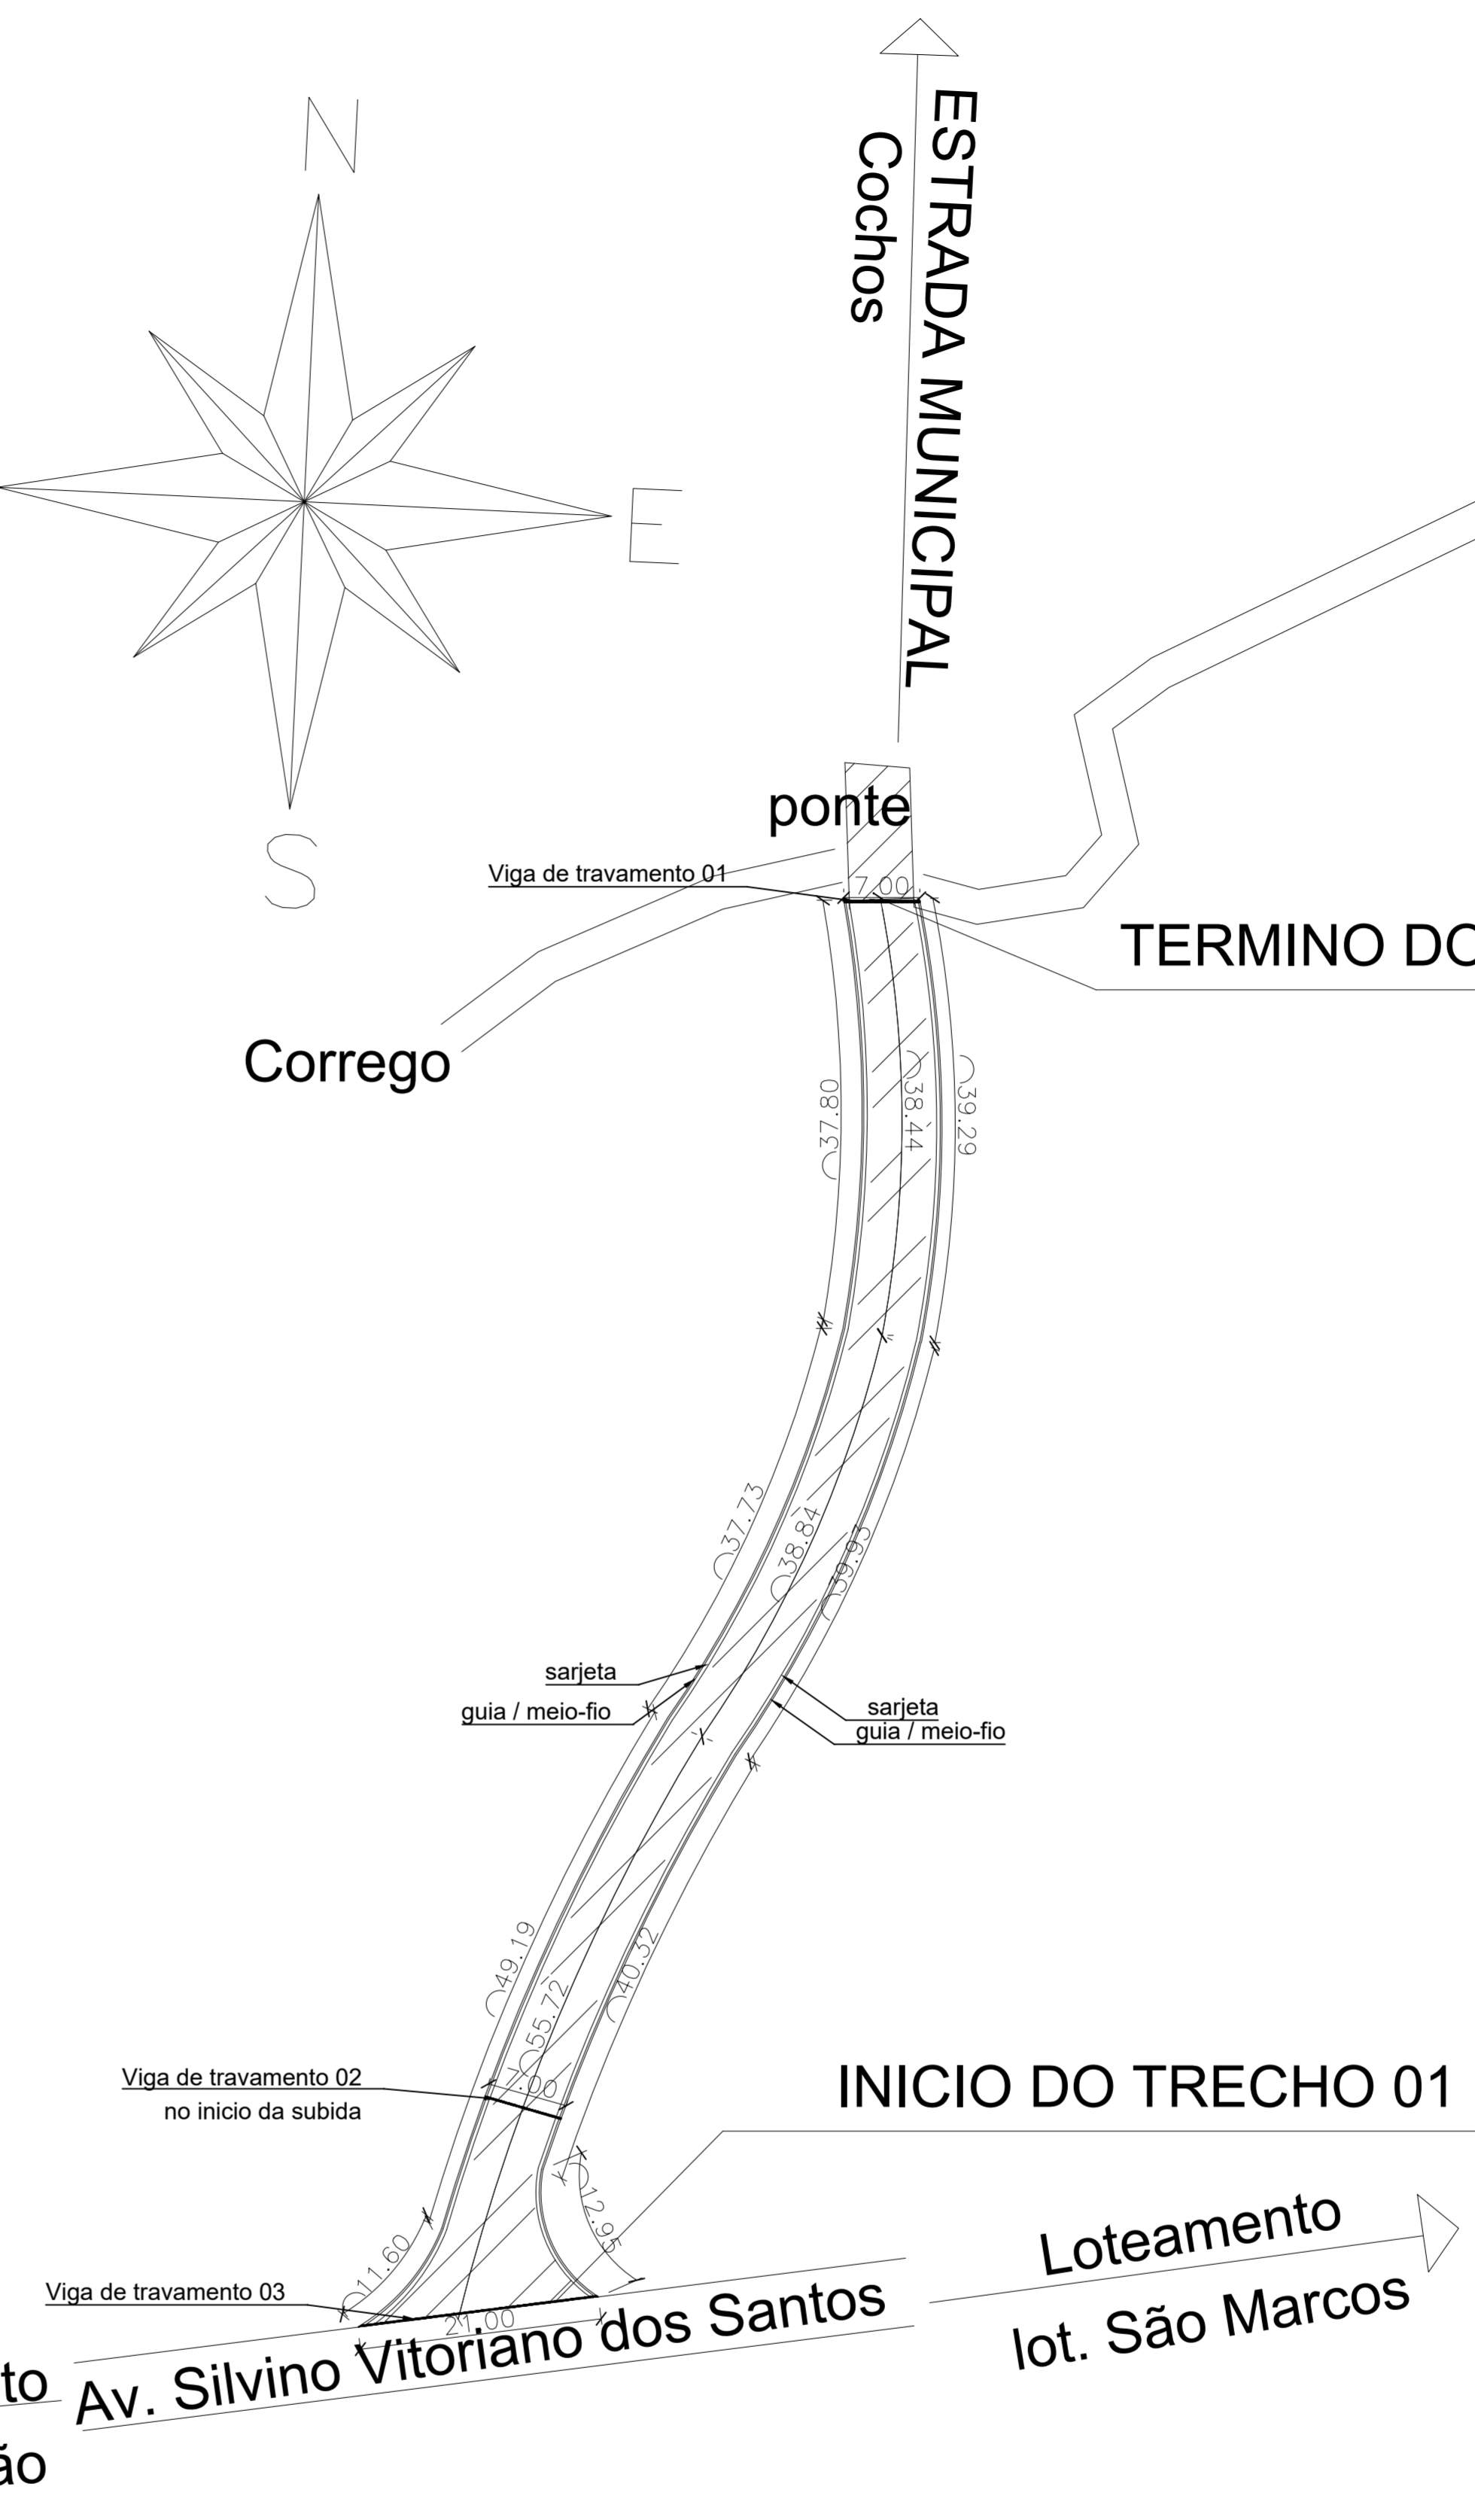 N
ESTRADA MUNICIPAL
Cochos
E
S
ponte
Viga de travamento 01
7.00
TERMINO DO
Corrego
37.80
38.44
39.29
37.73
38.84
39.93
sarjeta
guia / meio-fio
sarjeta
guia / meio-fio
49.19
55.72
40.32
7.00
Viga de travamento 02
no inicio da subida
INICIO DO TRECHO 01
11.60
Viga de travamento 03
21.00
Av. Silvino Vitoriano dos Santos
Loteamento
lot. São Marcos
to
ão